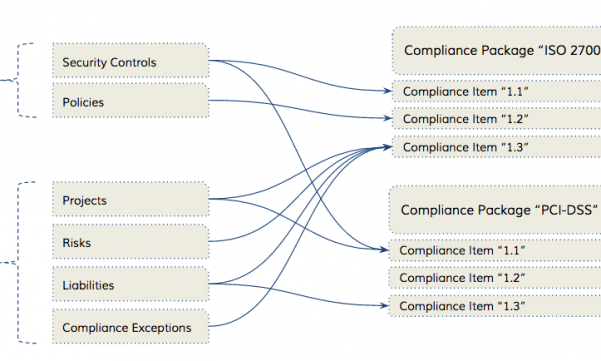 Security Controls
Policies
Projects
Risks
Liabilities
Compliance Exceptions
Compliance Package “ISO 2700
Compliance Item “1.1”
Compliance Item “1.2”
Compliance Item “1.3”
Compliance Package “PCI-DSS”
Compliance Item “1.1”
Compliance Item “1.2”
Compliance Item “1.3”